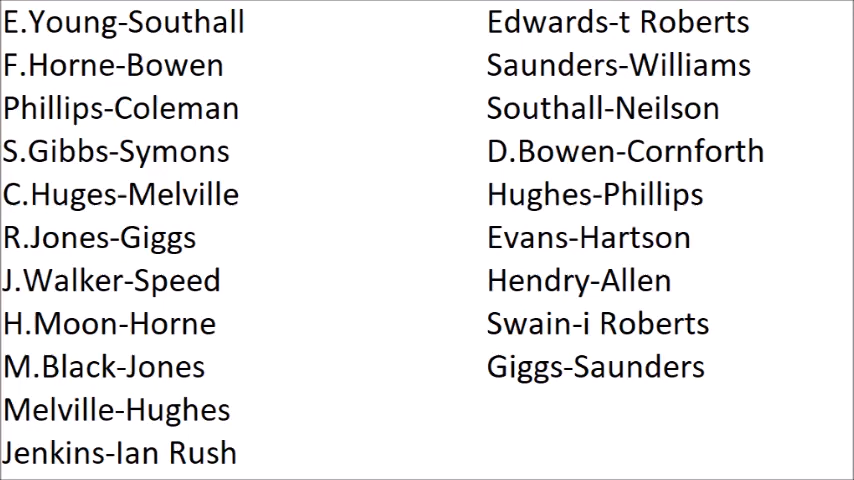 E.Young-Southall
F.Horne-Bowen
Phillips-Coleman
S.Gibbs-Symons
C.Huges-Melville
R.Jones-Giggs
J.Walker-Speed
H.Moon-Horne
M.Black-Jones
Melville-Hughes
Jenkins-Ian Rush
Edwards-t Roberts
Saunders-Williams
Southall-Neilson
D.Bowen-Cornforth
Hughes-Phillips
Evans-Hartson
Hendry-Allen
Swain-i Roberts
Giggs-Saunders